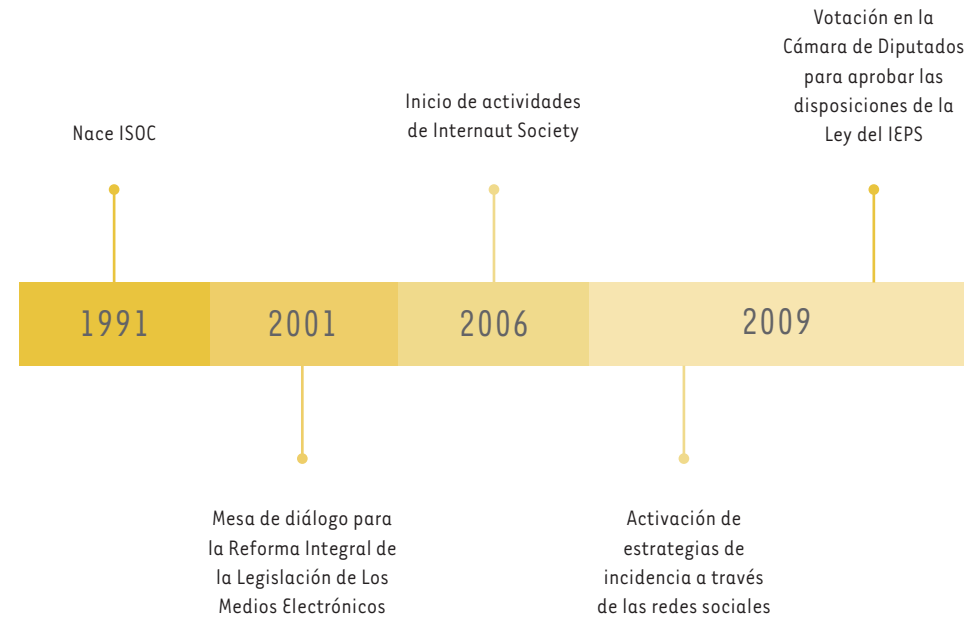 Votación en la
Cámara de Diputados
para aprobar las
disposiciones de la
Ley del IEPS
Inicio de actividades
de Internaut Society
Nace ISOC
1991
2001
2006
2009
Mesa de diálogo para
la Reforma Integral de
la Legislación de Los
Medios Electrónicos
Activación de
estrategias de
incidencia a través
de las redes sociales